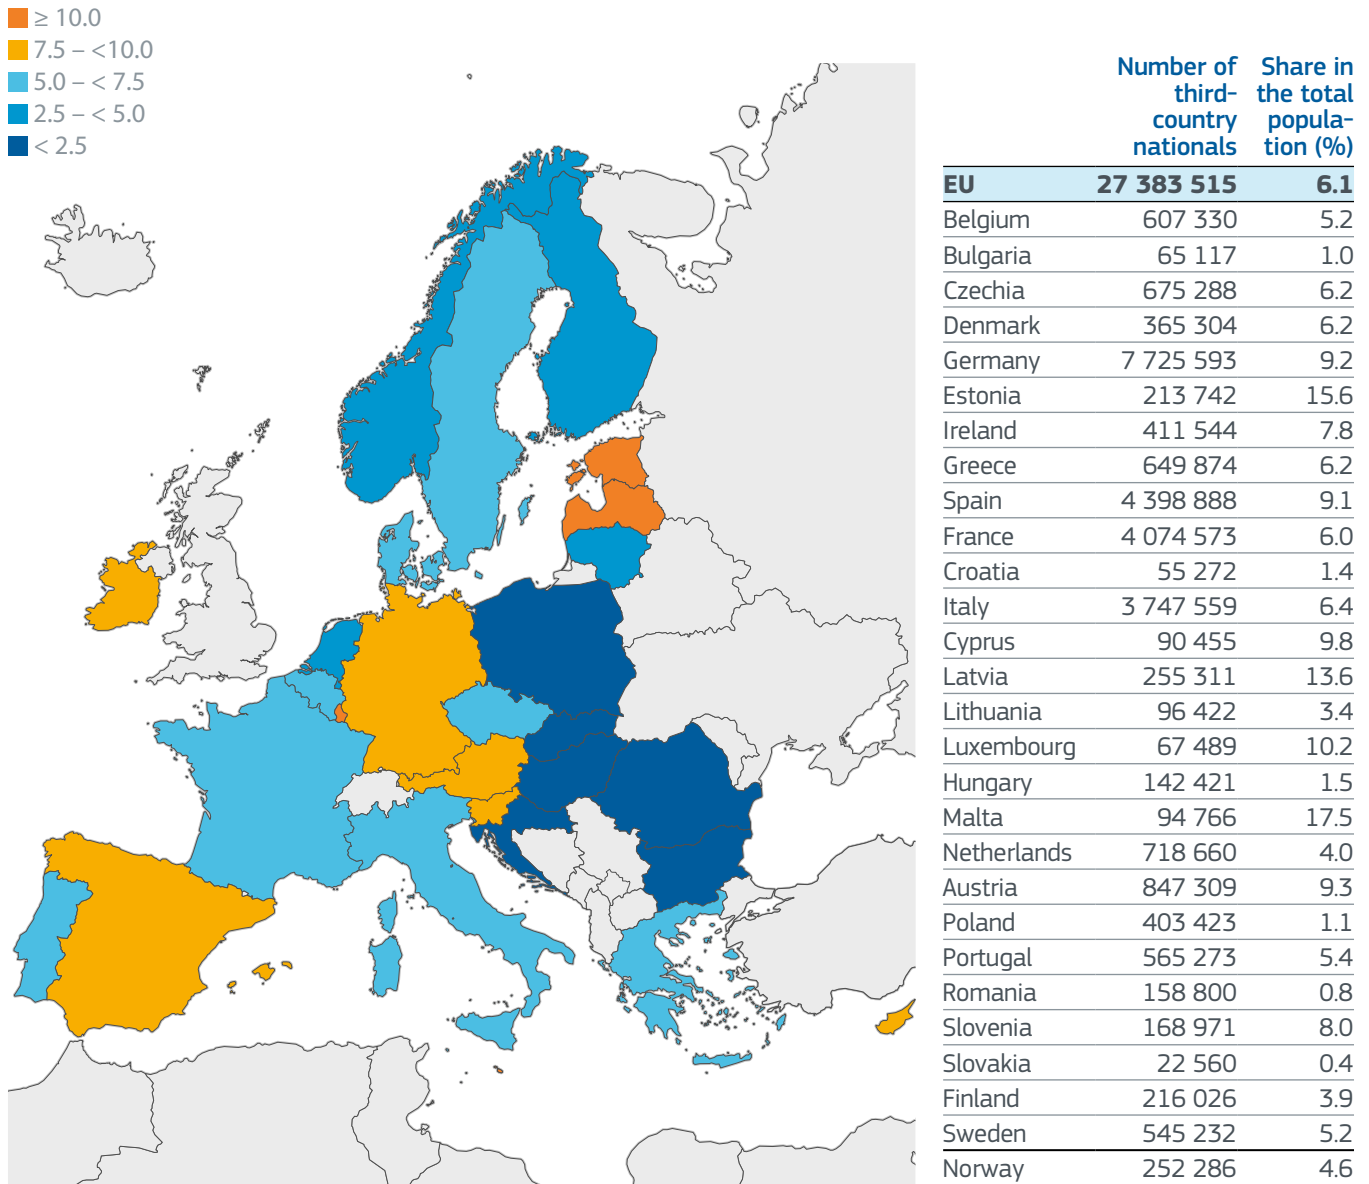 ≥ 10.0
7.5 – <10.0
5.0 – < 7.5
2.5 – < 5.0
< 2.5
Number of third-country nationals Share in the total popula-tion (%)
EU 27 383 515 6.1
Belgium 607 330 5.2
Bulgaria 65 117 1.0
Czechia 675 288 6.2
Denmark 365 304 6.2
Germany 7 725 593 9.2
Estonia 213 742 15.6
Ireland 411 544 7.8
Greece 649 874 6.2
Spain 4 398 888 9.1
France 4 074 573 6.0
Croatia 55 272 1.4
Italy 3 747 559 6.4
Cyprus 90 455 9.8
Latvia 255 311 13.6
Lithuania 96 422 3.4
Luxembourg 67 489 10.2
Hungary 142 421 1.5
Malta 94 766 17.5
Netherlands 718 660 4.0
Austria 847 309 9.3
Poland 403 423 1.1
Portugal 565 273 5.4
Romania 158 800 0.8
Slovenia 168 971 8.0
Slovakia 22 560 0.4
Finland 216 026 3.9
Sweden 545 232 5.2
Norway 252 286 4.6